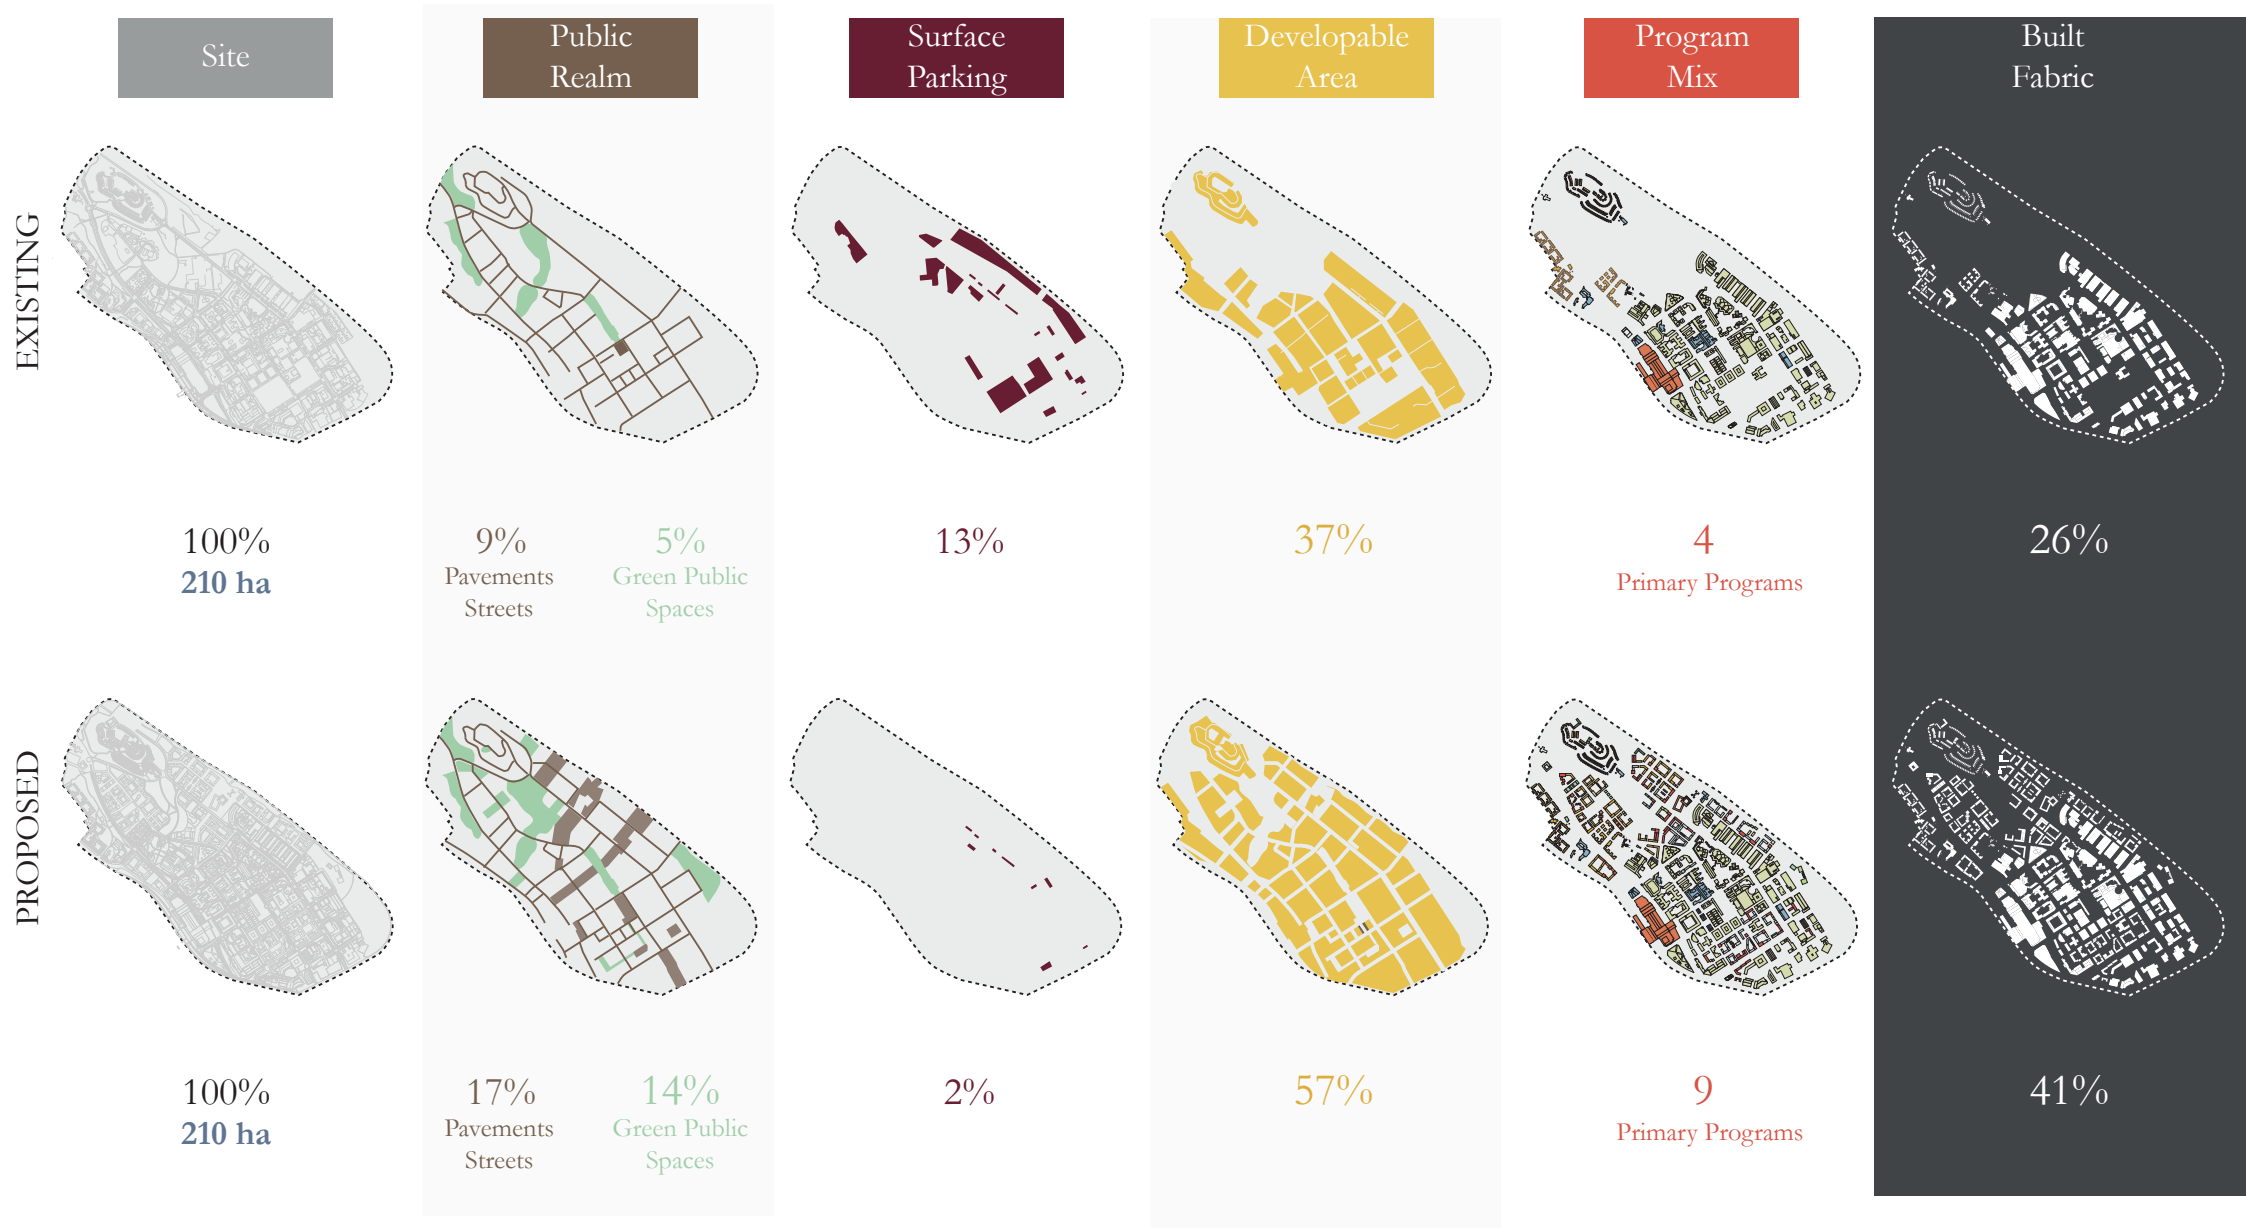 Site
Public
Realm
Surface
Parking
Developable
Area
Program
Mix
Built
Fabric
EXISTING
100%
210 ha
9%
Pavements
Streets
5%
Green Public
Spaces
13%
37%
4
Primary Programs
26%
PROPOSED
100%
210 ha
17%
Pavements
Streets
14%
Green Public
Spaces
2%
57%
9
Primary Programs
41%